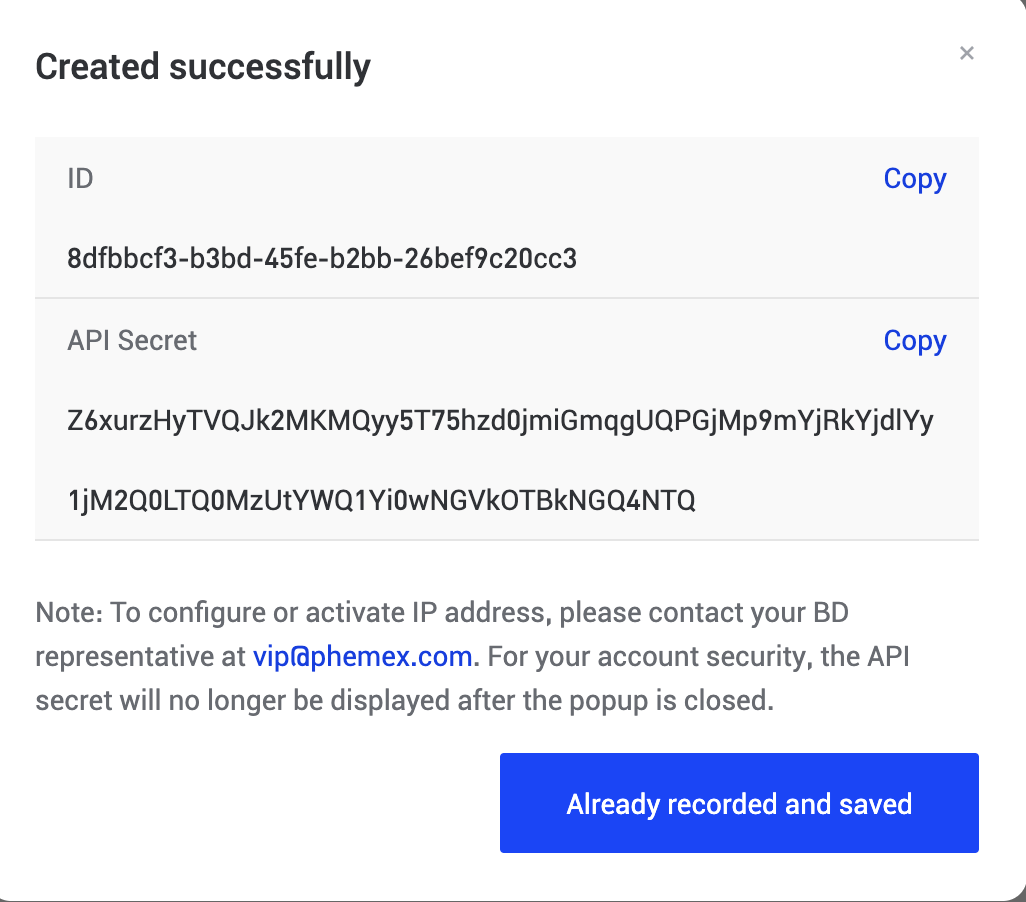 Created successfully
×
ID
Copy
8dfbbcf3-b3bd-45fe-b2bb-26bef9c20cc3
API Secret
Copy
Z6xurzHyTVQJk2MKMQyy5T75hzd0jmiGmqgUQPGjMp9mYjRkYjdlYy
1jM2Q0LTQ0MzUtYWQ1Yi0wNGVkOTBkNGQ4NTQ
Note: To configure or activate IP address, please contact your BD
representative at vip@phemex.com. For your account security, the API
secret will no longer be displayed after the popup is closed.
Already recorded and saved